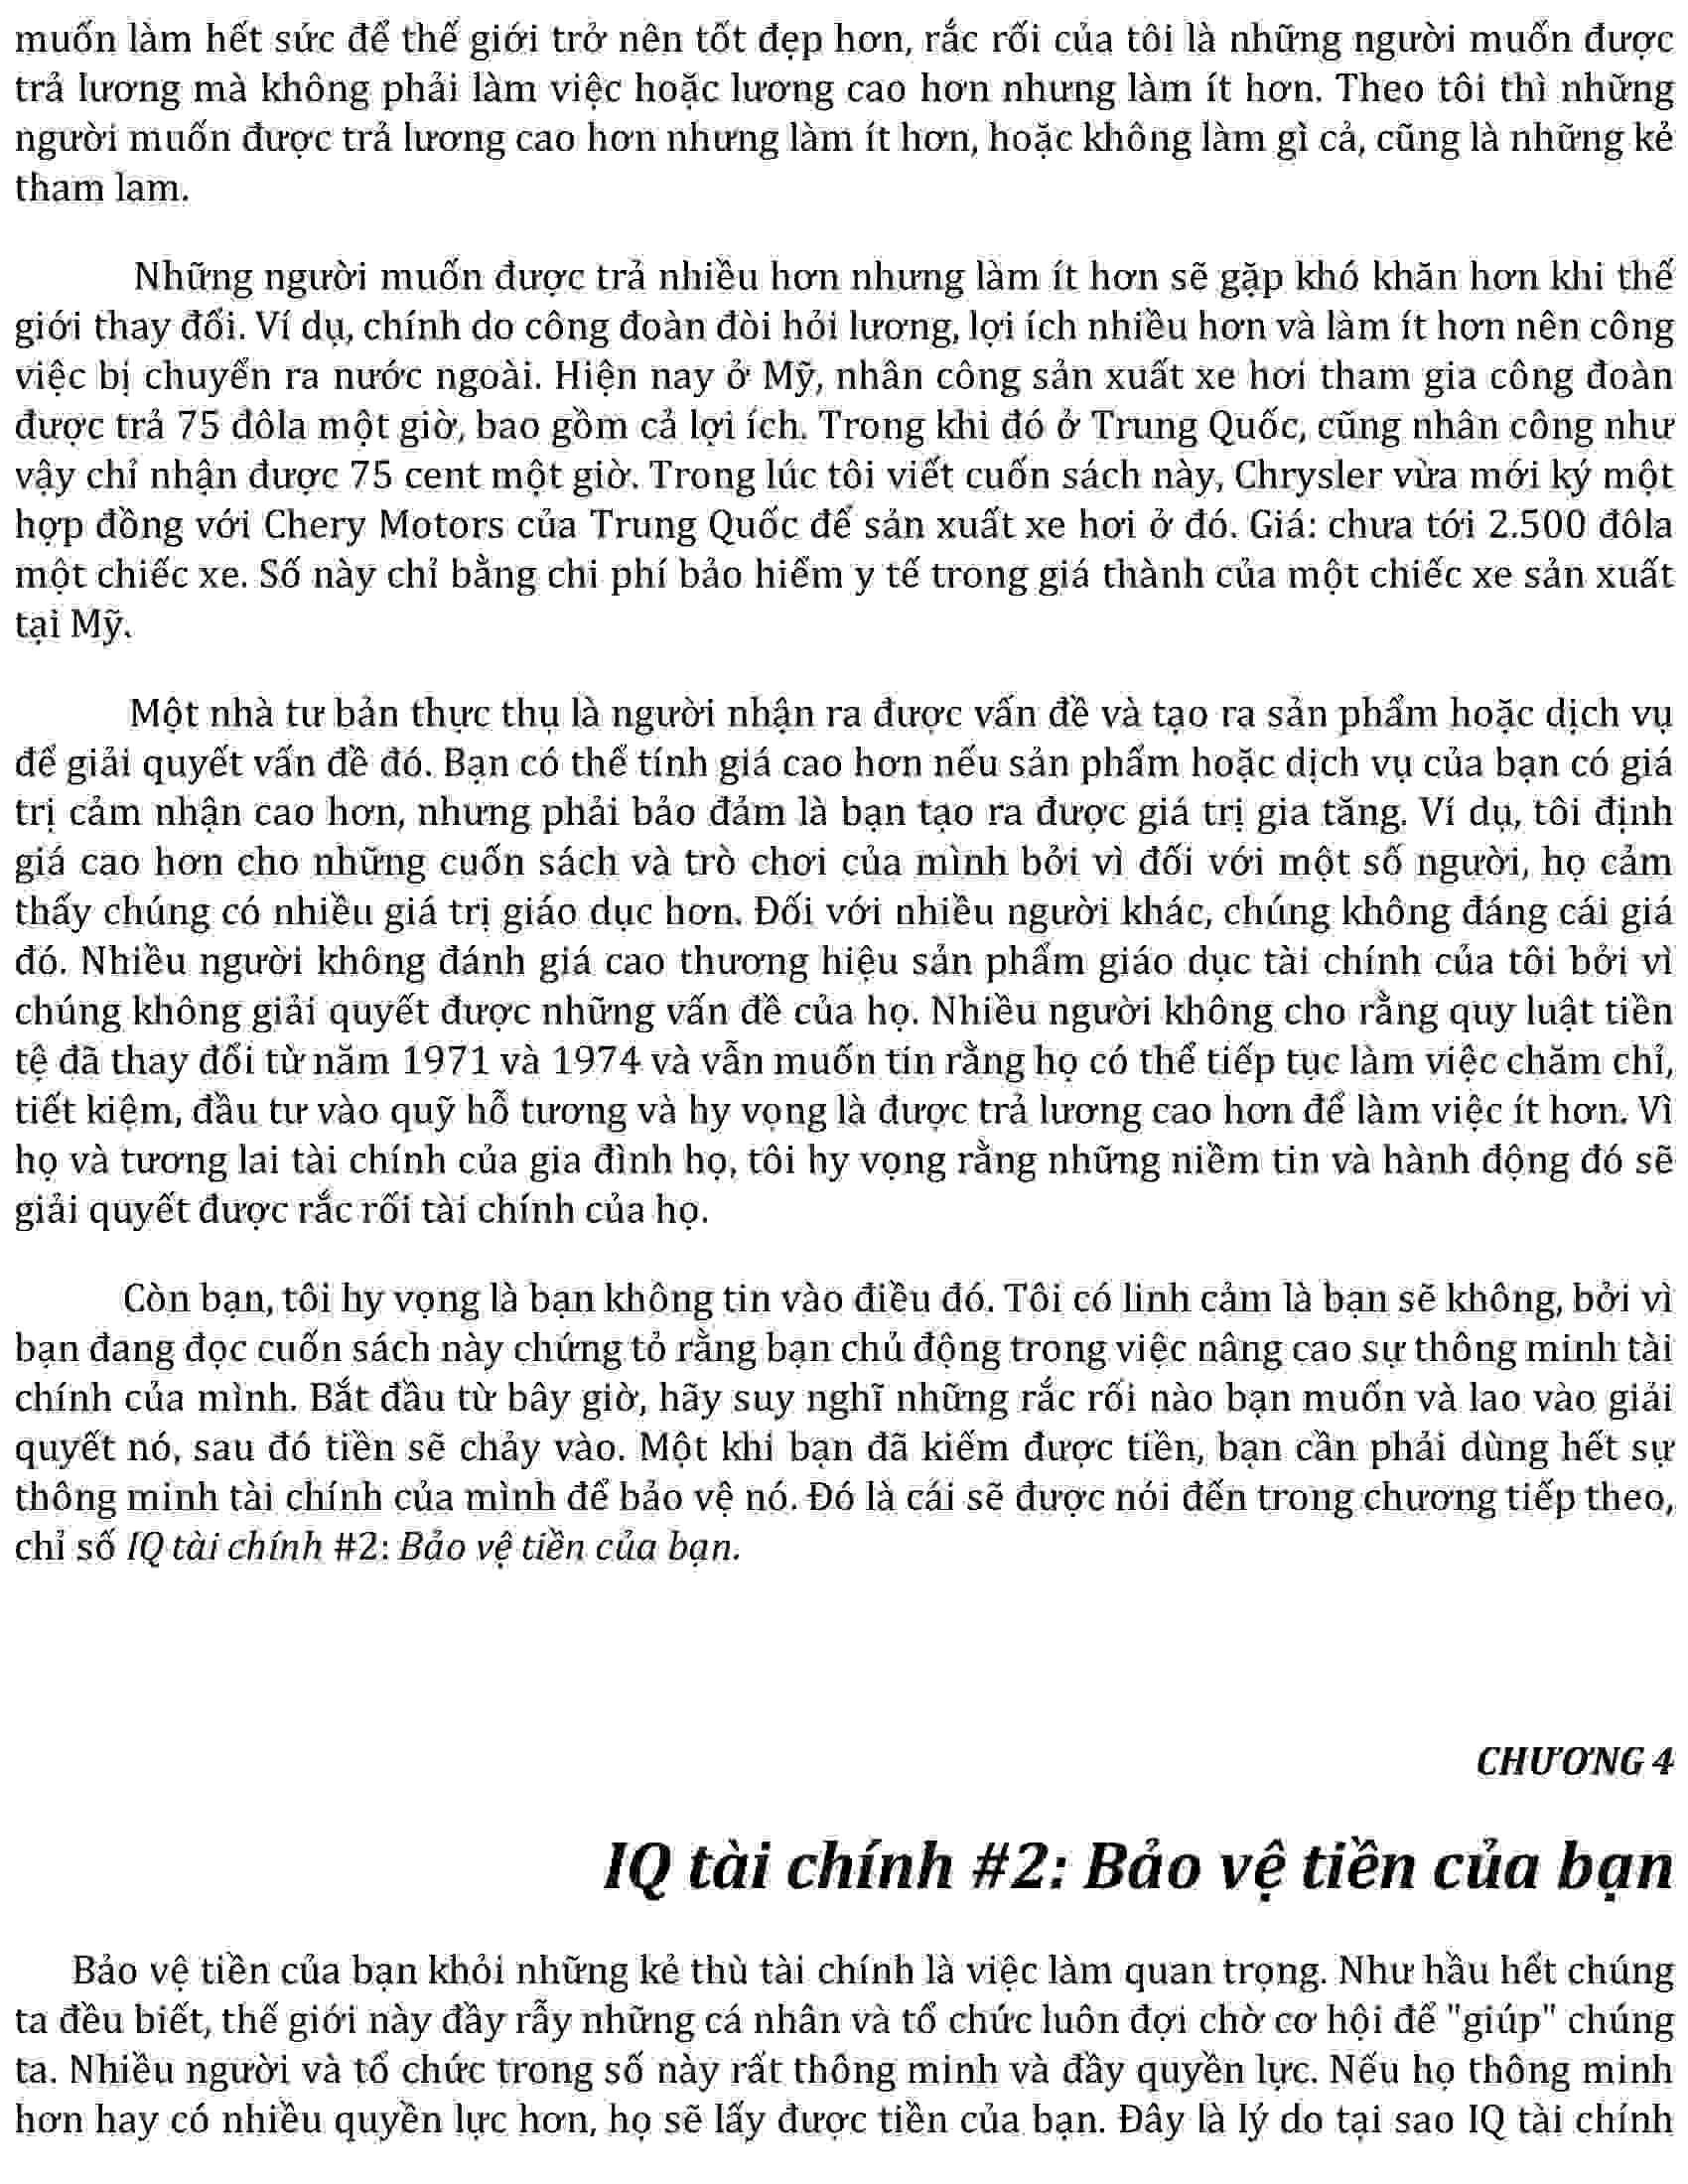 muốn làm hết sức để thế giới trở nên tốt đẹp hơn, rắc rối của tôi là những người muốn được
trả lương mà không phải làm việc hoặc lương cao hơn nhưng làm ít hơn. Theo tôi thì những
người muốn được trả lương cao hơn nhưng làm ít hơn, hoặc không làm gì cả, cũng là những kẻ
tham lam.
Những người muốn được trả nhiều hơn nhưng làm ít hơn sẽ gặp khó khăn hơn khi thế
giới thay đổi. Ví dụ, chính do công đoàn đòi hỏi lương, lợi ích nhiều hơn và làm ít hơn nên công
việc bị chuyển ra nước ngoài. Hiện nay ở Mỹ, nhân công sản xuất xe hơi tham gia công đoàn
được trả 75 đôla một giờ, bao gồm cả lợi ích. Trong khi đó ở Trung Quốc, cũng nhân công như
vậy chỉ nhận được 75 cent một giờ. Trong lúc tôi viết cuốn sách này, Chrysler vừa mới ký một
hợp đồng với Chery Motors của Trung Quốc để sản xuất xe hơi ở đó. Giá: chưa tới 2.500 đôla
một chiếc xe. Số này chỉ bằng chi phí bảo hiểm y tế trong giá thành của một chiếc xe sản xuất
tại Mỹ.
Một nhà tư bản thực thụ là người nhận ra được vấn đề và tạo ra sản phẩm hoặc dịch vụ
để giải quyết vấn đề đó. Bạn có thể tính giá cao hơn nếu sản phẩm hoặc dịch vụ của bạn có giá
trị cảm nhận cao hơn, nhưng phải bảo đảm là bạn tạo ra được giá trị gia tăng. Ví dụ, tôi định
giá cao hơn cho những cuốn sách và trò chơi của mình bởi vì đối với một số người, họ cảm
thấy chúng có nhiều giá trị giáo dục hơn. Đối với nhiều người khác, chúng không đáng cái giá
đó. Nhiều người không đánh giá cao thương hiệu sản phẩm giáo dục tài chính của tôi bởi vì
chúng không giải quyết được những vấn đề của họ. Nhiều người không cho rằng quy luật tiền
tệ đã thay đổi từ năm 1971 và 1974 và vẫn muốn tin rằng họ có thể tiếp tục làm việc chăm chỉ,
tiết kiệm, đầu tư vào quỹ hỗ tương và hy vọng là được trả lương cao hơn để làm việc ít hơn. Vì
họ và tương lai tài chính của gia đình họ, tôi hy vọng rằng những niềm tin và hành động đó sẽ
giải quyết được rắc rối tài chính của họ.
Còn bạn, tôi hy vọng là bạn không tin vào điều đó. Tôi có linh cảm là bạn sẽ không, bởi vì
bạn đang đọc cuốn sách này chứng tỏ rằng bạn chủ động trong việc nâng cao sự thông minh tài
chính của mình. Bắt đầu từ bây giờ, hãy suy nghĩ những rắc rối nào bạn muốn và lao vào giải
quyết nó, sau đó tiền sẽ chảy vào. Một khi bạn đã kiếm được tiền, bạn cần phải dùng hết sự
thông minh tài chính của mình để bảo vệ nó. Đó là cái sẽ được nói đến trong chương tiếp theo,
chỉ số IQ tài chính #2: Bảo vệ tiền của bạn.
CHƯƠNG 4
IQ tài chính #2: Bảo vệ tiền của bạn
Bảo vệ tiền của bạn khỏi những kẻ thù tài chính là việc làm quan trọng. Như hầu hết chúng
ta đều biết, thế giới này đầy rẫy những cá nhân và tổ chức luôn đợi chờ cơ hội để "giúp" chúng
ta. Nhiều người và tổ chức trong số này rất thông minh và đầy quyền lực. Nếu họ thông minh
hơn hay có nhiều quyền lực hơn, họ sẽ lấy được tiền của bạn. Đây là lý do tại sao IQ tài chính